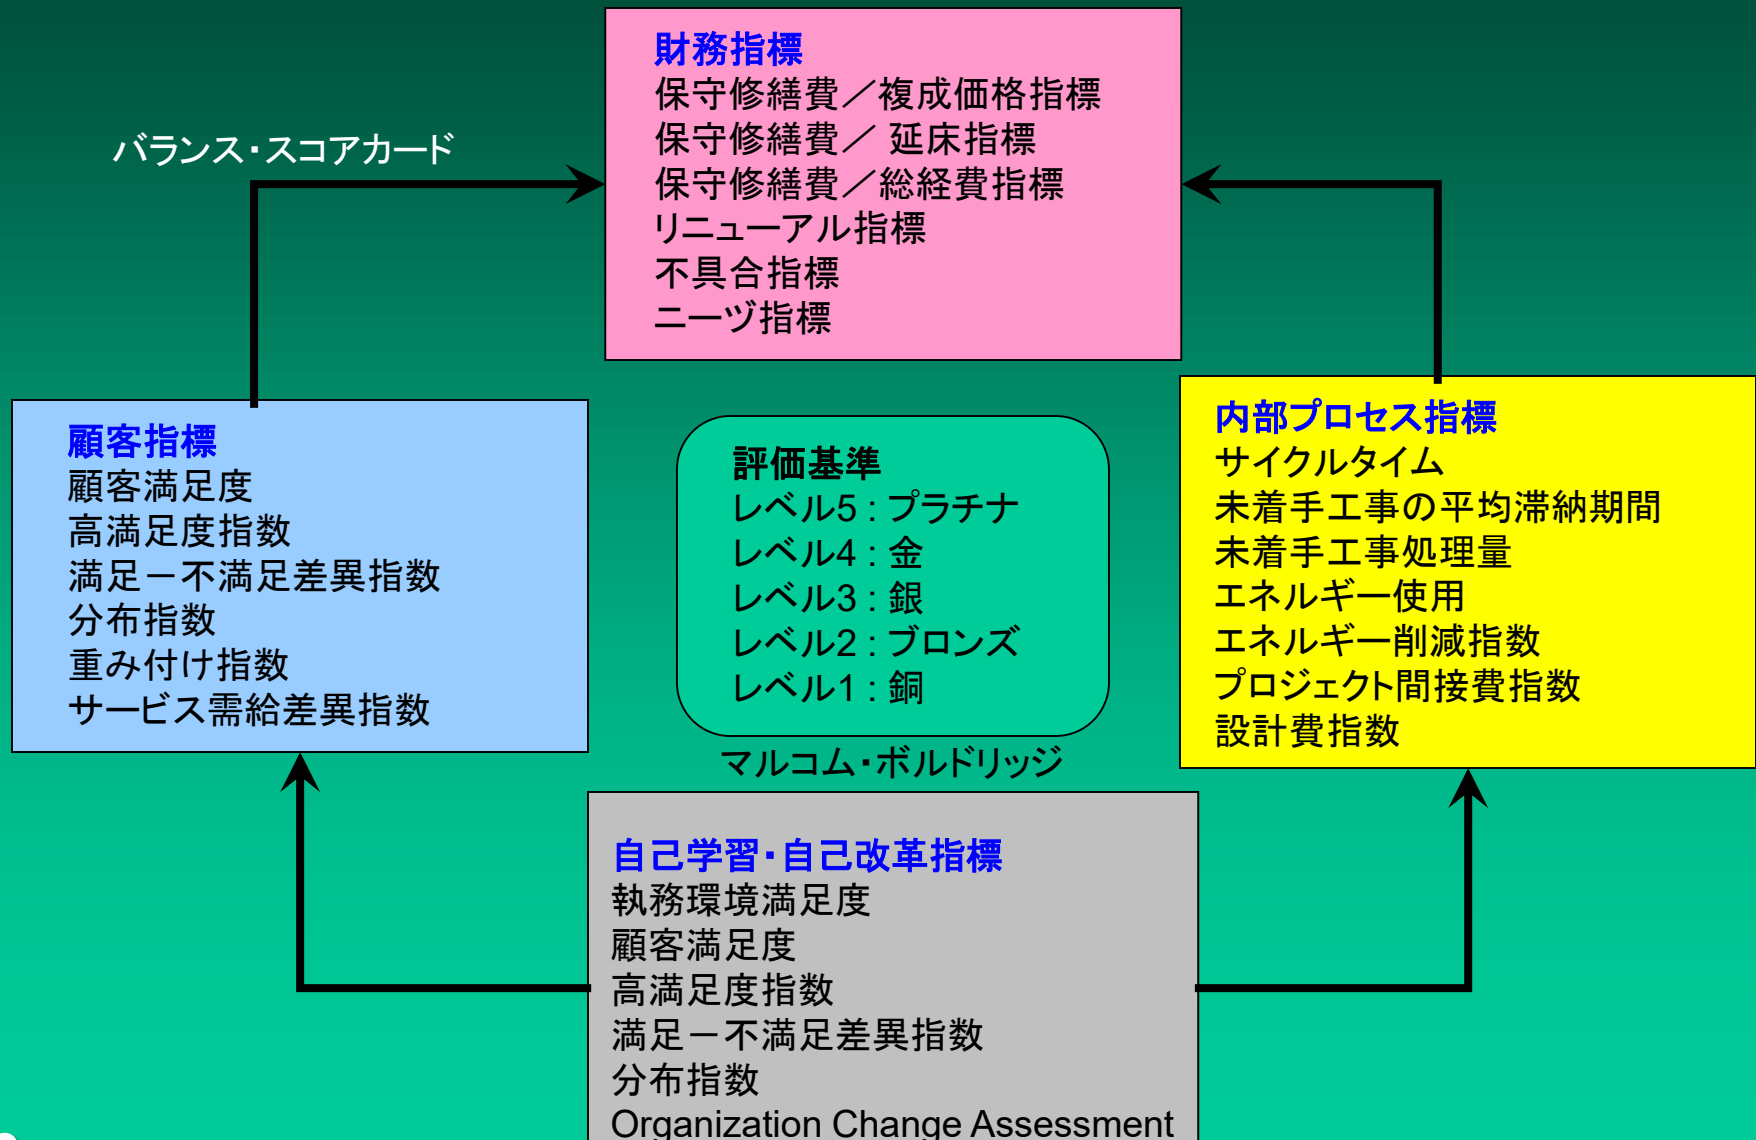 財務指標
保守修繕費／複成価格指標
保守修繕費／ 延床指標
保守修繕費／総経費指標
リニューアル指標
不具合指標
ニーヅ指標
バランス・スコアカード
顧客指標
顧客満足度
高満足度指数
満足－不満足差異指数
分布指数
重み付け指数
サービス需給差異指数
評価基準
レベル5 : プラチナ
レベル4 : 金
レベル3 : 銀
レベル2 : ブロンズ
レベル1 : 銅
マルコム・ボルドリッジ
内部プロセス指標
サイクルタイム
未着手工事の平均滞納期間
未着手工事処理量
エネルギー使用
エネルギー削減指数
プロジェクト間接費指数
設計費指数
自己学習・自己改革指標
執務環境満足度
顧客満足度
高満足度指数
満足－不満足差異指数
分布指数
Organization Change Assessment